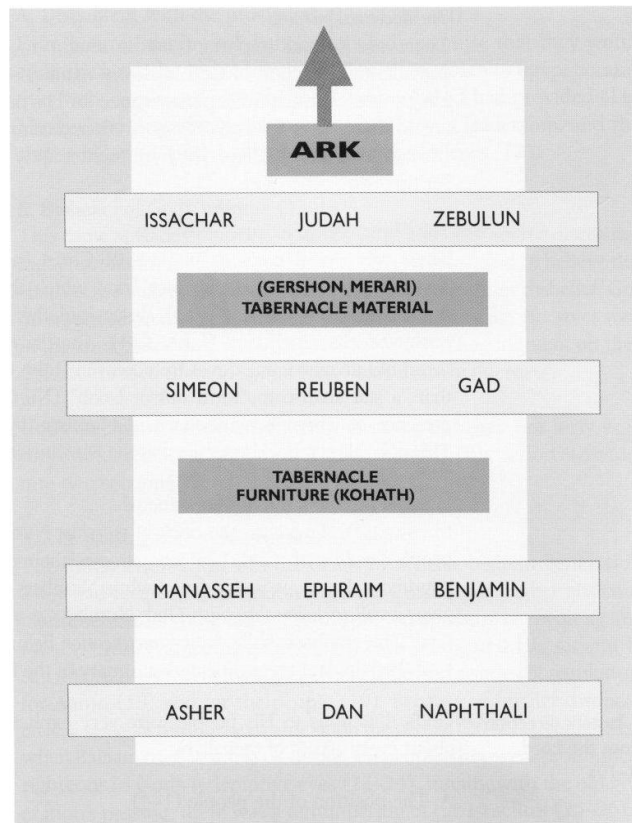 ARK
ISSACHAR JUDAH ZEBULUN
(GERSHON, MERARI)
TABERNACLE MATERIAL
SIMEON REUBEN GAD
TABERNACLE
FURNITURE (KOHATH)
MANASSEH EPHRAIM BENJAMIN
ASHER DAN NAPHTHALI